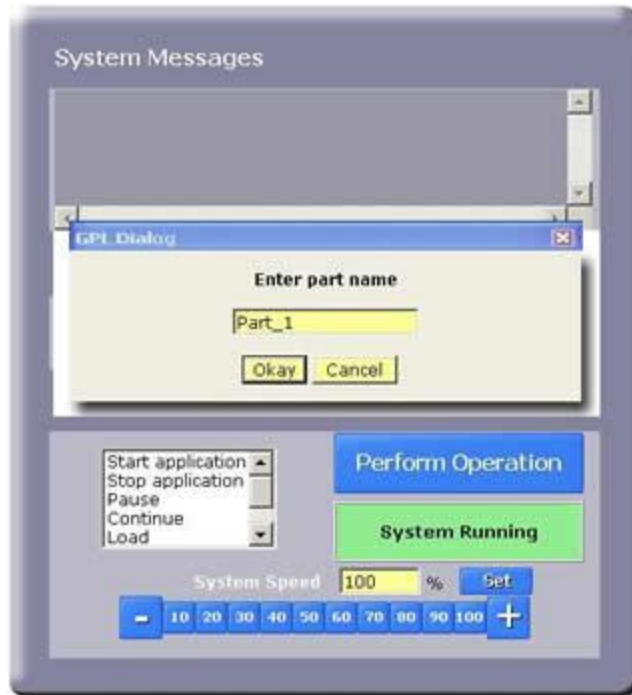 System Messages
GPL Dialog
Enter part name
Part_1
Okay Cancel
Start application
Stop application
Pause
Continue
Load
Perform Operation
System Running
System Speed 100 % Set
- 10 20 30 40 50 60 70 80 90 100 +